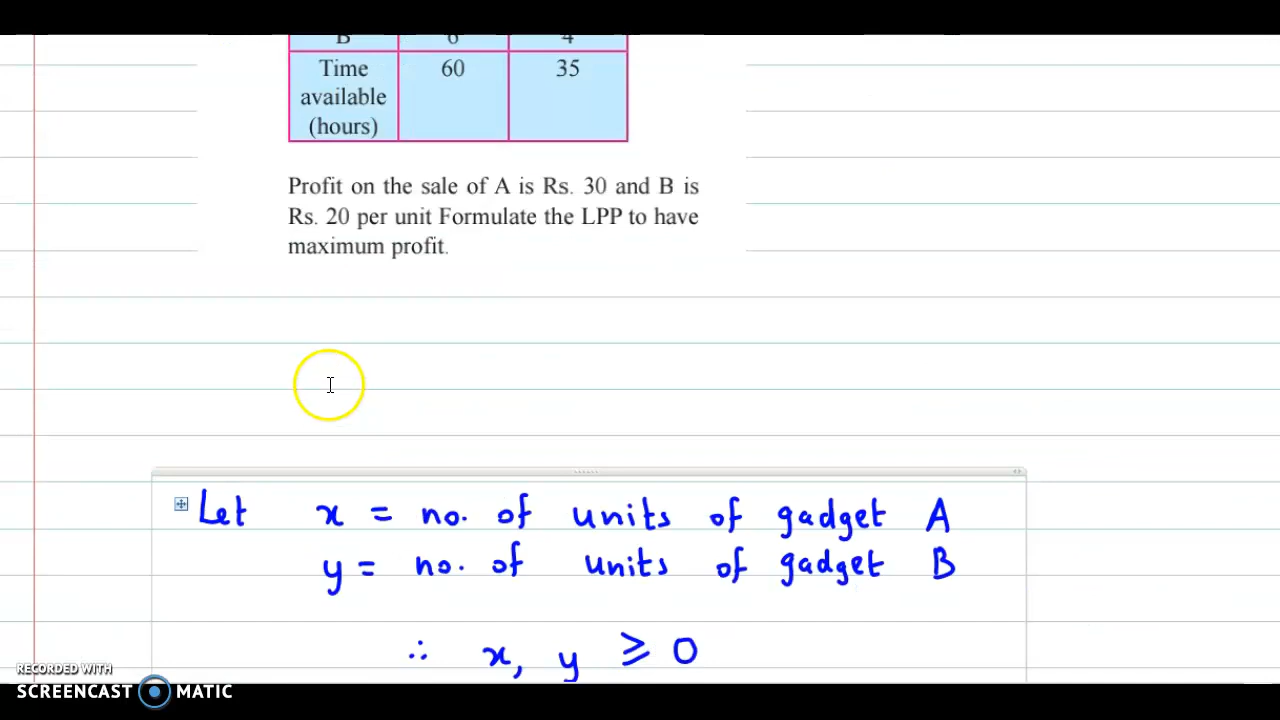 B 6 4
Time available (hours) 60 35
Profit on the sale of A is Rs. 30 and B is
Rs. 20 per unit Formulate the LPP to have
maximum profit.
Let x = no. of units of gadget A
y = no. of units of gadget B
∴ x, y ⩾ 0
RECORDED WITH
SCREENCAST MATIC